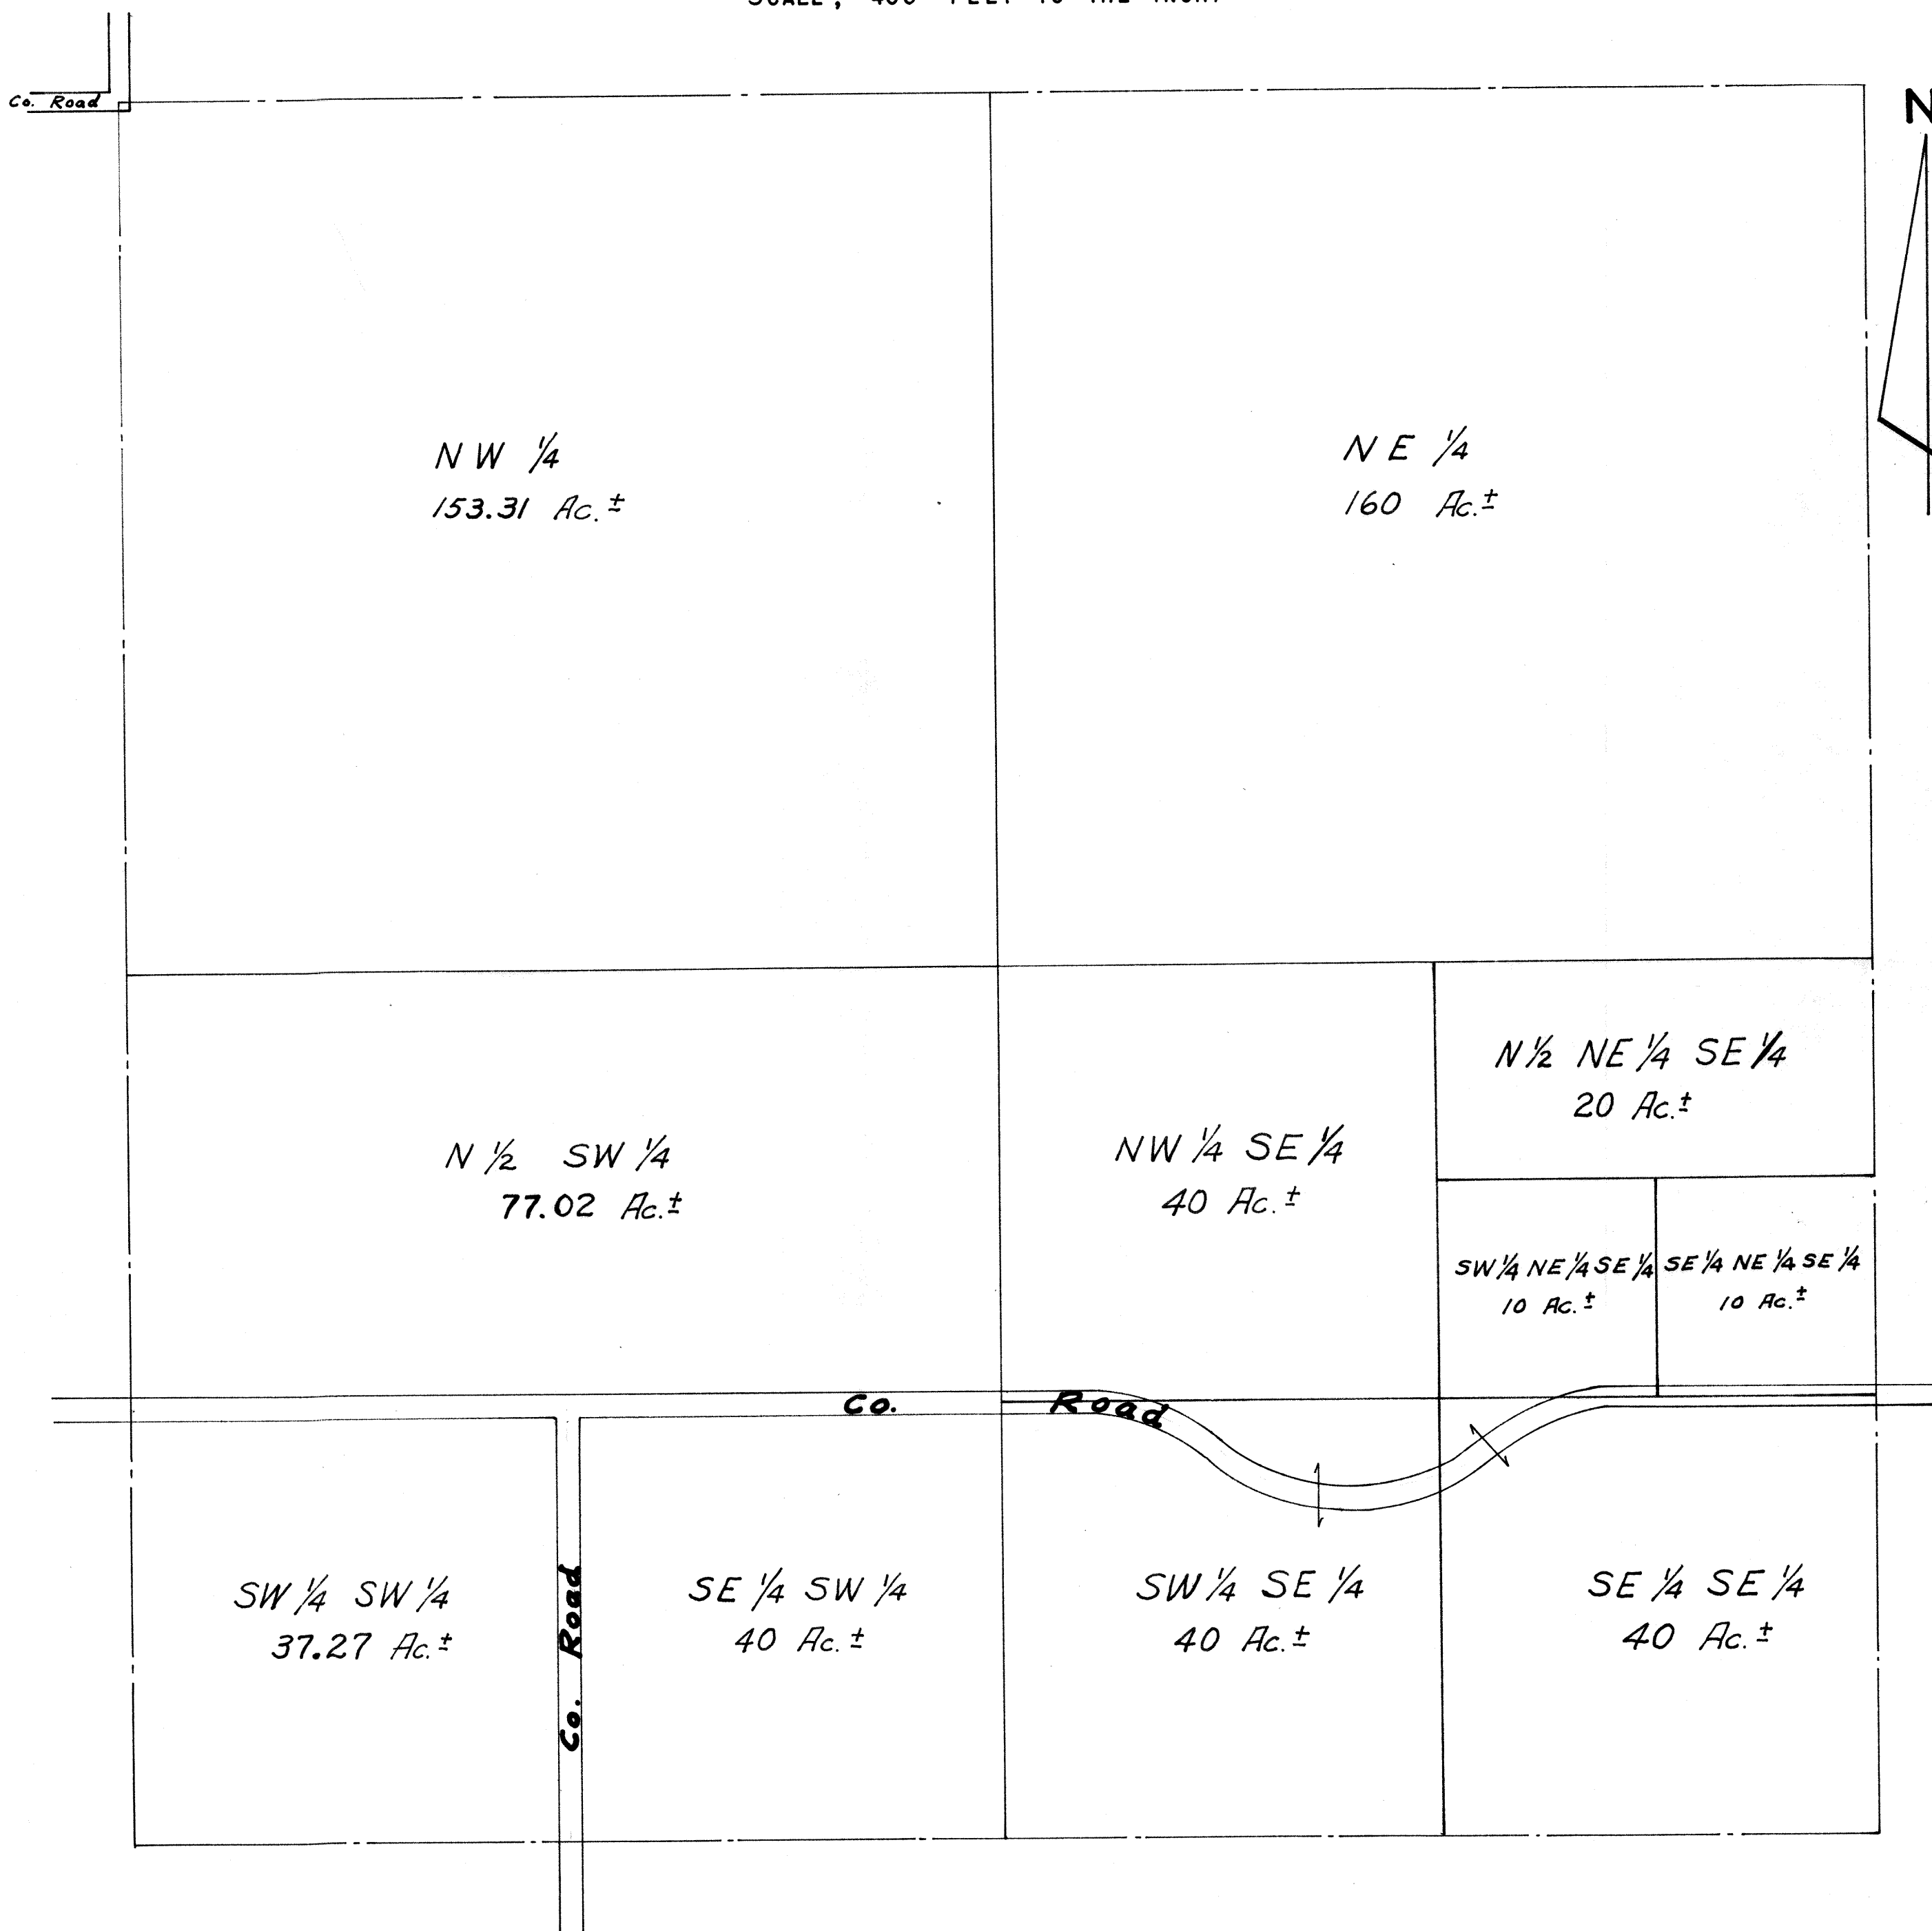 Co. Road
N
NW 1/4
153.31 Ac.±
NE 1/4
160 Ac.±
N 1/2 SW 1/4
77.02 Ac.±
NW 1/4 SE 1/4
40 Ac.±
N 1/2 NE 1/4 SE 1/4
20 Ac.±
SW 1/4 NE 1/4 SE 1/4
10 Ac.±
SE 1/4 NE 1/4 SE 1/4
10 Ac.±
Co. Road
SW 1/4 SW 1/4
37.27 Ac.±
Co. Road
SE 1/4 SW 1/4
40 Ac.±
SW 1/4 SE 1/4
40 Ac.±
SE 1/4 SE 1/4
40 Ac.±